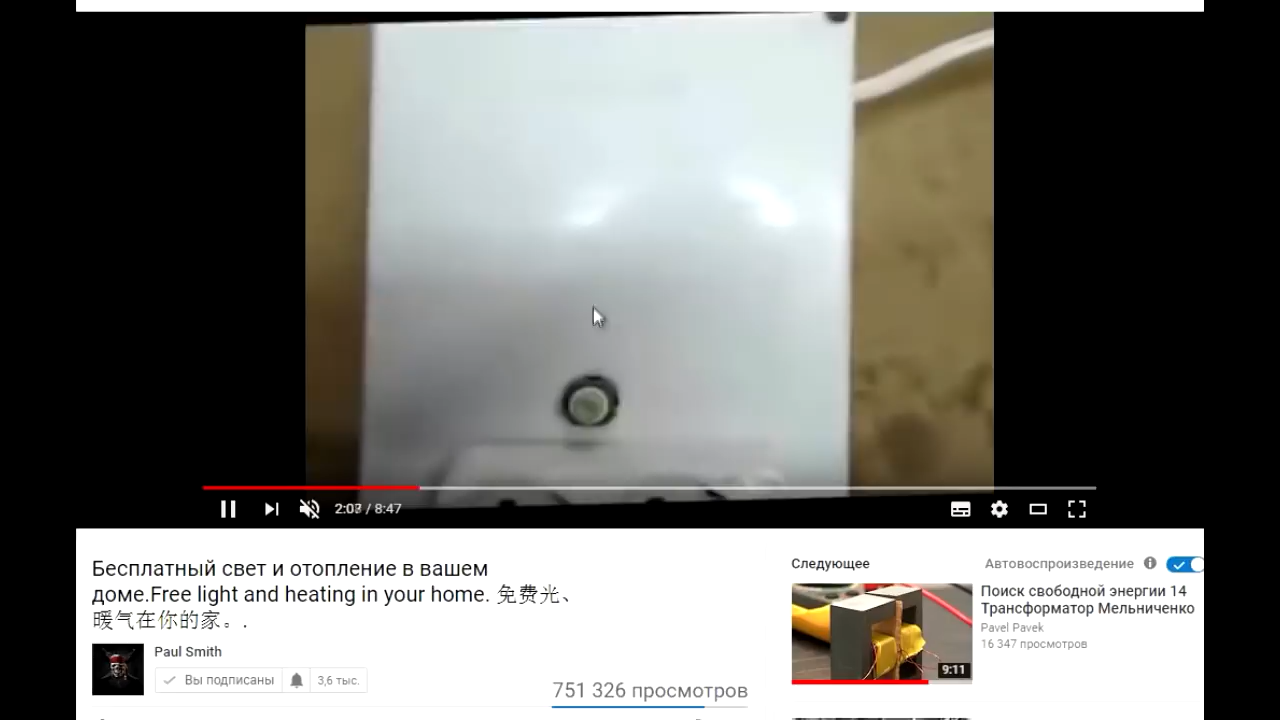 2:03 / 8:47
Бесплатный свет и отопление в вашем
доме.Free light and heating in your home. 免费光、
暖气在你的家。.
Paul Smith
Вы подписаны
3,6 тыс.
751 326 просмотров
Следующее
Автовоспроизведение
Поиск свободной энергии 14
Трансформатор Мельниченко
Pavel Pavek
16 347 просмотров
9:11